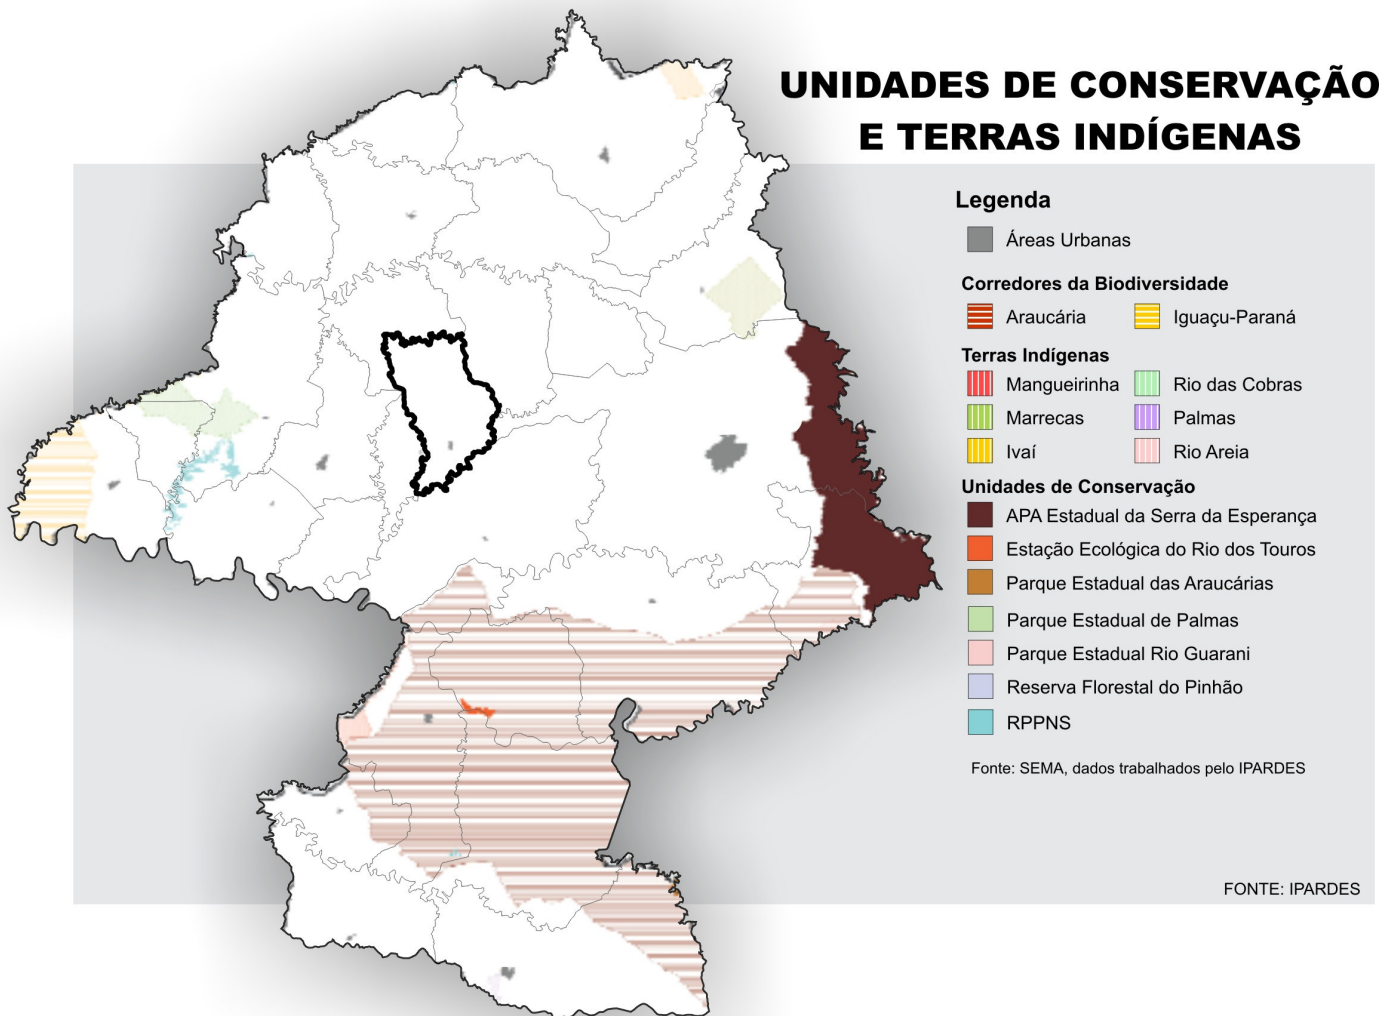 UNIDADES DE CONSERVAÇÃO
E TERRAS INDÍGENAS
Legenda
Áreas Urbanas
Corredores da Biodiversidade
Araucária
Iguaçu-Paraná
Terras Indígenas
Mangueirinha
Rio das Cobras
Marrecas
Palmas
Ivaí
Rio Areia
Unidades de Conservação
APA Estadual da Serra da Esperança
Estação Ecológica do Rio dos Touros
Parque Estadual das Araucárias
Parque Estadual de Palmas
Parque Estadual Rio Guarani
Reserva Florestal do Pinhão
RPPNS
Fonte: SEMA, dados trabalhados pelo IPARDES
FONTE: IPARDES